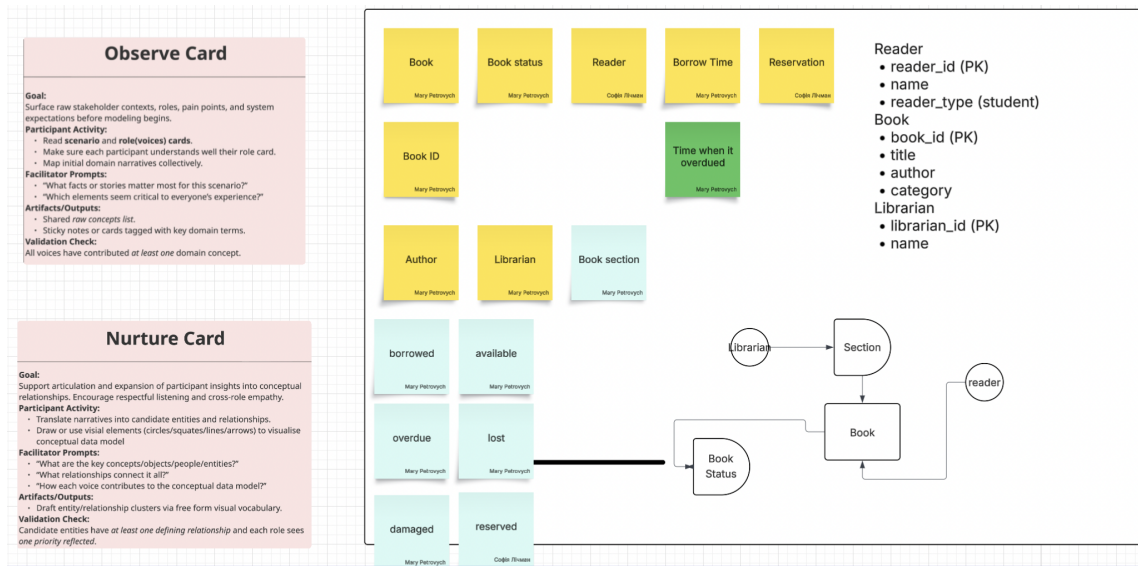 Observe Card
Goal:
Surface raw stakeholder contexts, roles, pain points, and system
expectations before modeling begins.
Participant Activity:
• Read scenario and role(voices) cards.
• Make sure each participant understands well their role card.
• Map initial domain narratives collectively.
Facilitator Prompts:
• "What facts or stories matter most for this scenario?"
• "Which elements seem critical to everyone's experience?"
Artifacts/Outputs:
• Shared raw concepts list.
• Sticky notes or cards tagged with key domain terms.
Validation Check:
All voices have contributed at least one domain concept.
Nurture Card
Goal:
Support articulation and expansion of participant insights into conceptual
relationships. Encourage respectful listening and cross-role empathy.
Participant Activity:
• Translate narratives into candidate entities and relationships.
• Draw or use visial elements (circles/squates/lines/arrows) to visualise
conceptual data model
Facilitator Prompts:
• "What are the key concepts/objects/people/entities?"
• "What relationships connect it all?"
• "How each voice contributes to the conceptual data model?"
Artifacts/Outputs:
• Draft entity/relationship clusters via free form visual vocabulary.
Validation Check:
Candidate entities have at least one defining relationship and each role sees
one priority reflected.
Book
Mary Petrovych
Book status
Mary Petrovych
Reader
Софія Лічман
Borrow Time
Mary Petrovych
Reservation
Софія Лічман
Book ID
Mary Petrovych
Time when it
overdued
Mary Petrovych
Author
Mary Petrovych
Librarian
Mary Petrovych
Book section
Mary Petrovych
borrowed
Mary Petrovych
available
Mary Petrovych
overdue
Mary Petrovych
lost
Mary Petrovych
damaged
Mary Petrovych
reserved
Софія Лічман
Reader
• reader_id (PK)
• name
• reader_type (student)
Book
• book_id (PK)
• title
• author
• category
Librarian
• librarian_id (PK)
• name
Librarian
Section
reader
Book
Book
Status